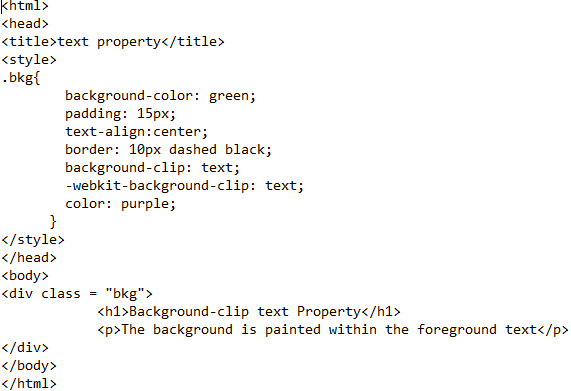 <html>
<head>
<title>text property</title>
<style>
.bkg{
        background-color: green;
        padding: 15px;
        text-align:center;
        border: 10px dashed black;
        background-clip: text;
        -webkit-background-clip: text;
        color: purple;
      }
</style>
</head>
<body>
<div class = "bkg">
            <h1>Background-clip text Property</h1>
            <p>The background is painted within the foreground text</p>
</div>
</body>
</html>